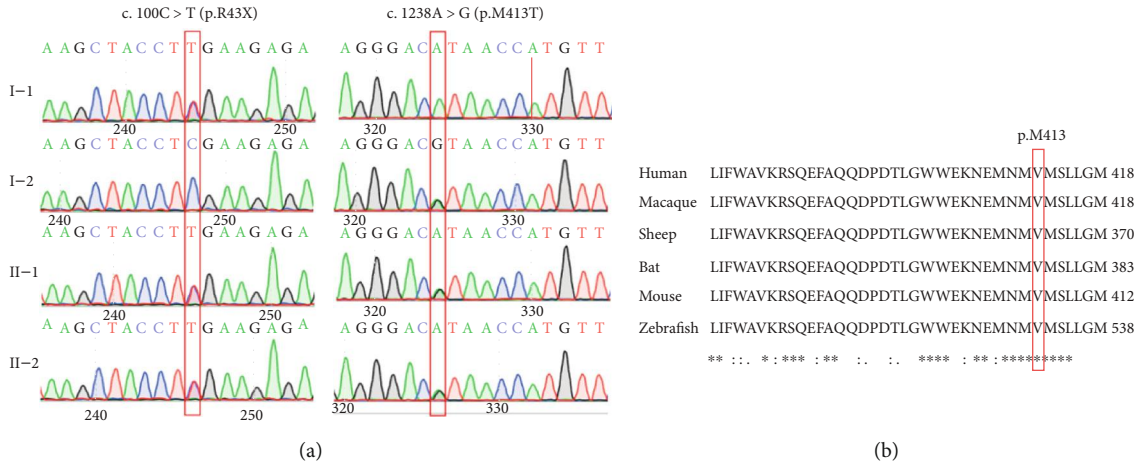 c. 100C > T (p.R43X)
c. 1238A > G (p.M413T)
A A G C T A C C T T G A A G A G A
A G G G A C A T A A C C A T G T T
I–1
240
250
320
330
A A G C T A C C T C G A A G A G A
A G G G A C G T A A C C A T G T T
I–2
240
250
320
330
A A G C T A C C T T G A A G A G A
A G G G A C A T A A C C A T G T T
II–1
240
250
320
330
A A G C T A C C T T G A A G A G A
A G G G A C A T A A C C A T G T T
II–2
240
250
320
330
(a)
p.M413
Human LIFWAVKRSQEFAQQDPDTLGWWEKNEMNMVMSLLGM 418
Macaque LIFWAVKRSQEFAQQDPDTLGWWEKNEMNMVMSLLGM 418
Sheep LIFWAVKRSQEFAQQDPDTLGWWEKNEMNMVMSLLGM 370
Bat LIFWAVKRSQEFAQQDPDTLGWWEKNEMNMVMSLLGM 383
Mouse LIFWAVKRSQEFAQQDPDTLGWWEKNEMNMVMSLLGM 412
Zebrafish LIFWAVKRSQEFAQQDPDTLGWWEKNEMNMVMSLLGM 538
** ::. * : *** : ** :. :. **** : ** : *********
(b)